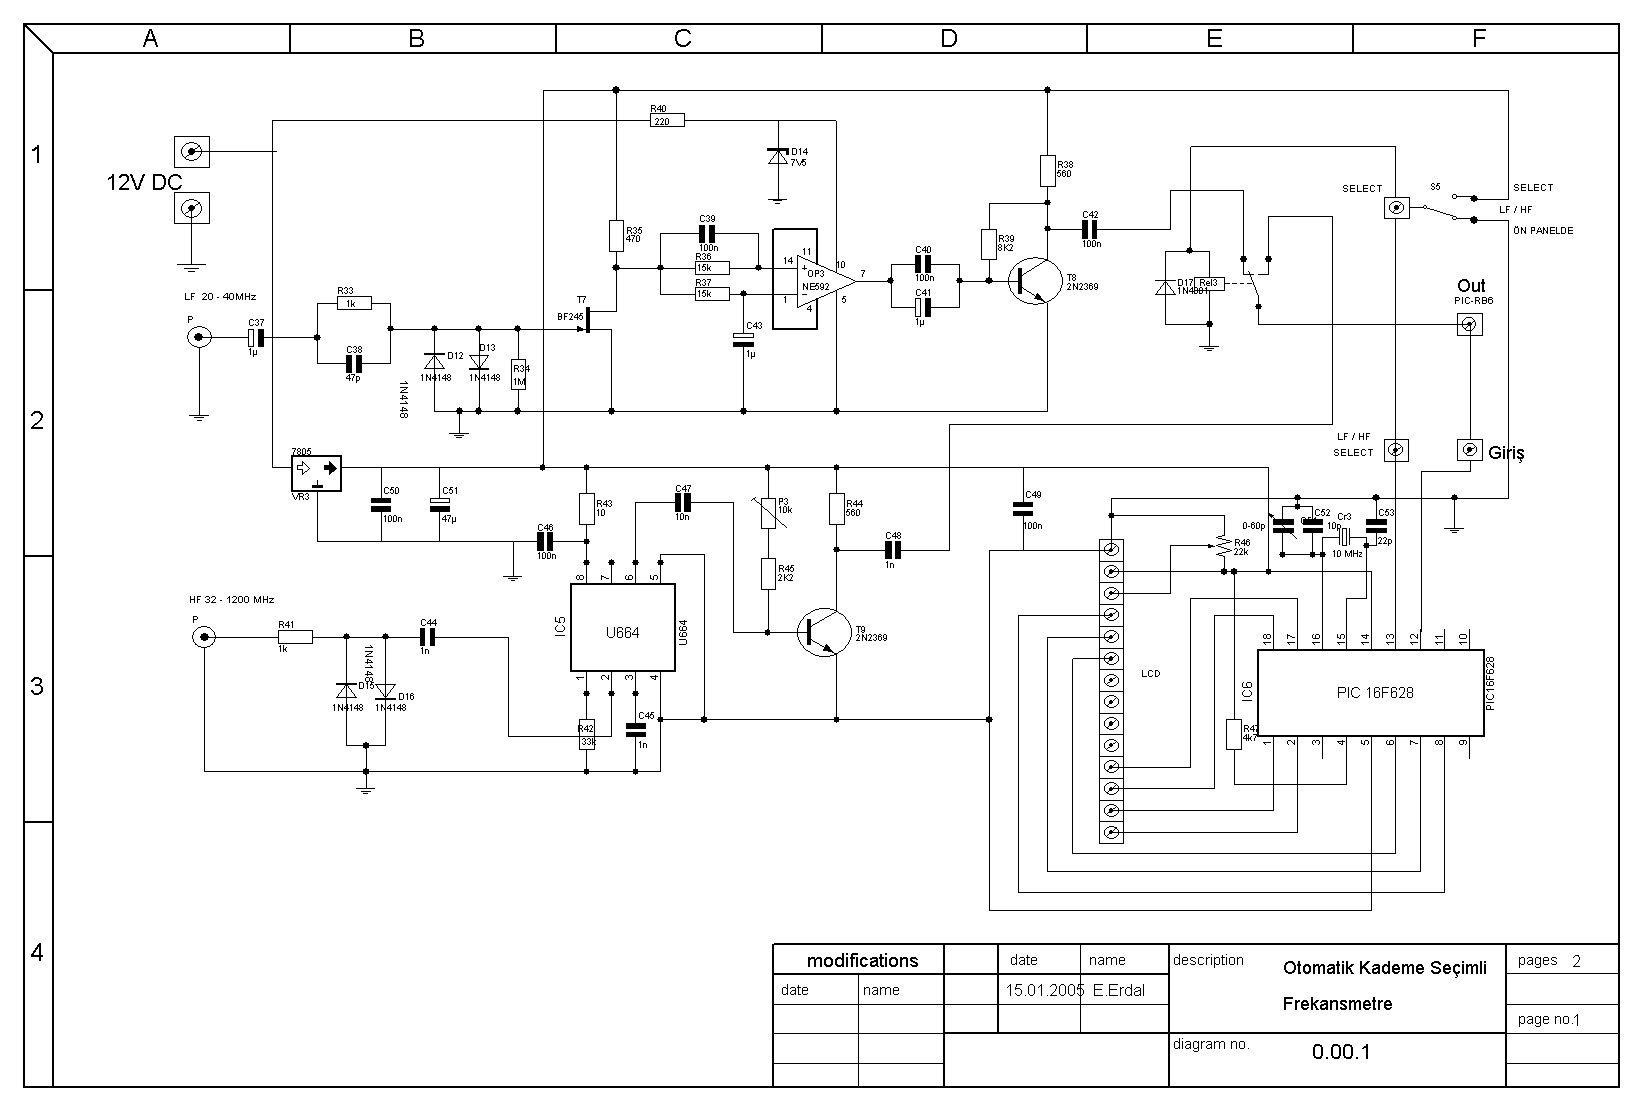 A B C D E F
1
2
3
4
12V DC
R40
220
D14
7V5
R38
560
SELECT
S5
SELECT
LF / HF
ÖN PANELDE
R35
470
C39
100n
R36
15k
R37
15k
11
14
+
OP3
NE592
10
1
-
4
5
7
C40
100n
C41
1µ
R39
8K2
T8
2N2369
C42
100n
D17
1N4001
Rel3
Out
PIC-RB6
LF 20 - 40MHz
P
C37
1µ
R33
1k
C38
47p
1N4148
D12
1N4148
D13
1N4148
R34
1M
T7
BF245
C43
1µ
LF / HF
SELECT
Giriş
7805
VR3
C50
100n
C51
47µ
C46
100n
R43
10
C47
10n
P3
10k
R45
2K2
R44
560
C48
1n
C49
100n
R46
22k
0-60p
C52
10p
Cr3
10 MHz
C53
22p
HF 32 - 1200 MHz
P
R41
1k
1N4148
D15
1N4148
D16
1N4148
C44
1n
8 7 6 5
IC5
U664
U664
1 2 3 4
R42
33k
C45
1n
T9
2N2369
LCD
R47
4k7
18 17 16 15 14 13 12 11 10
IC6
PIC 16F628
PIC16F628
1 2 3 4 5 6 7 8 9
modifications
date name
date name
15.01.2005 E.Erdal
description
Otomatik Kademe Seçimli
Frekansmetre
diagram no.
0.00.1
pages 2
page no.1